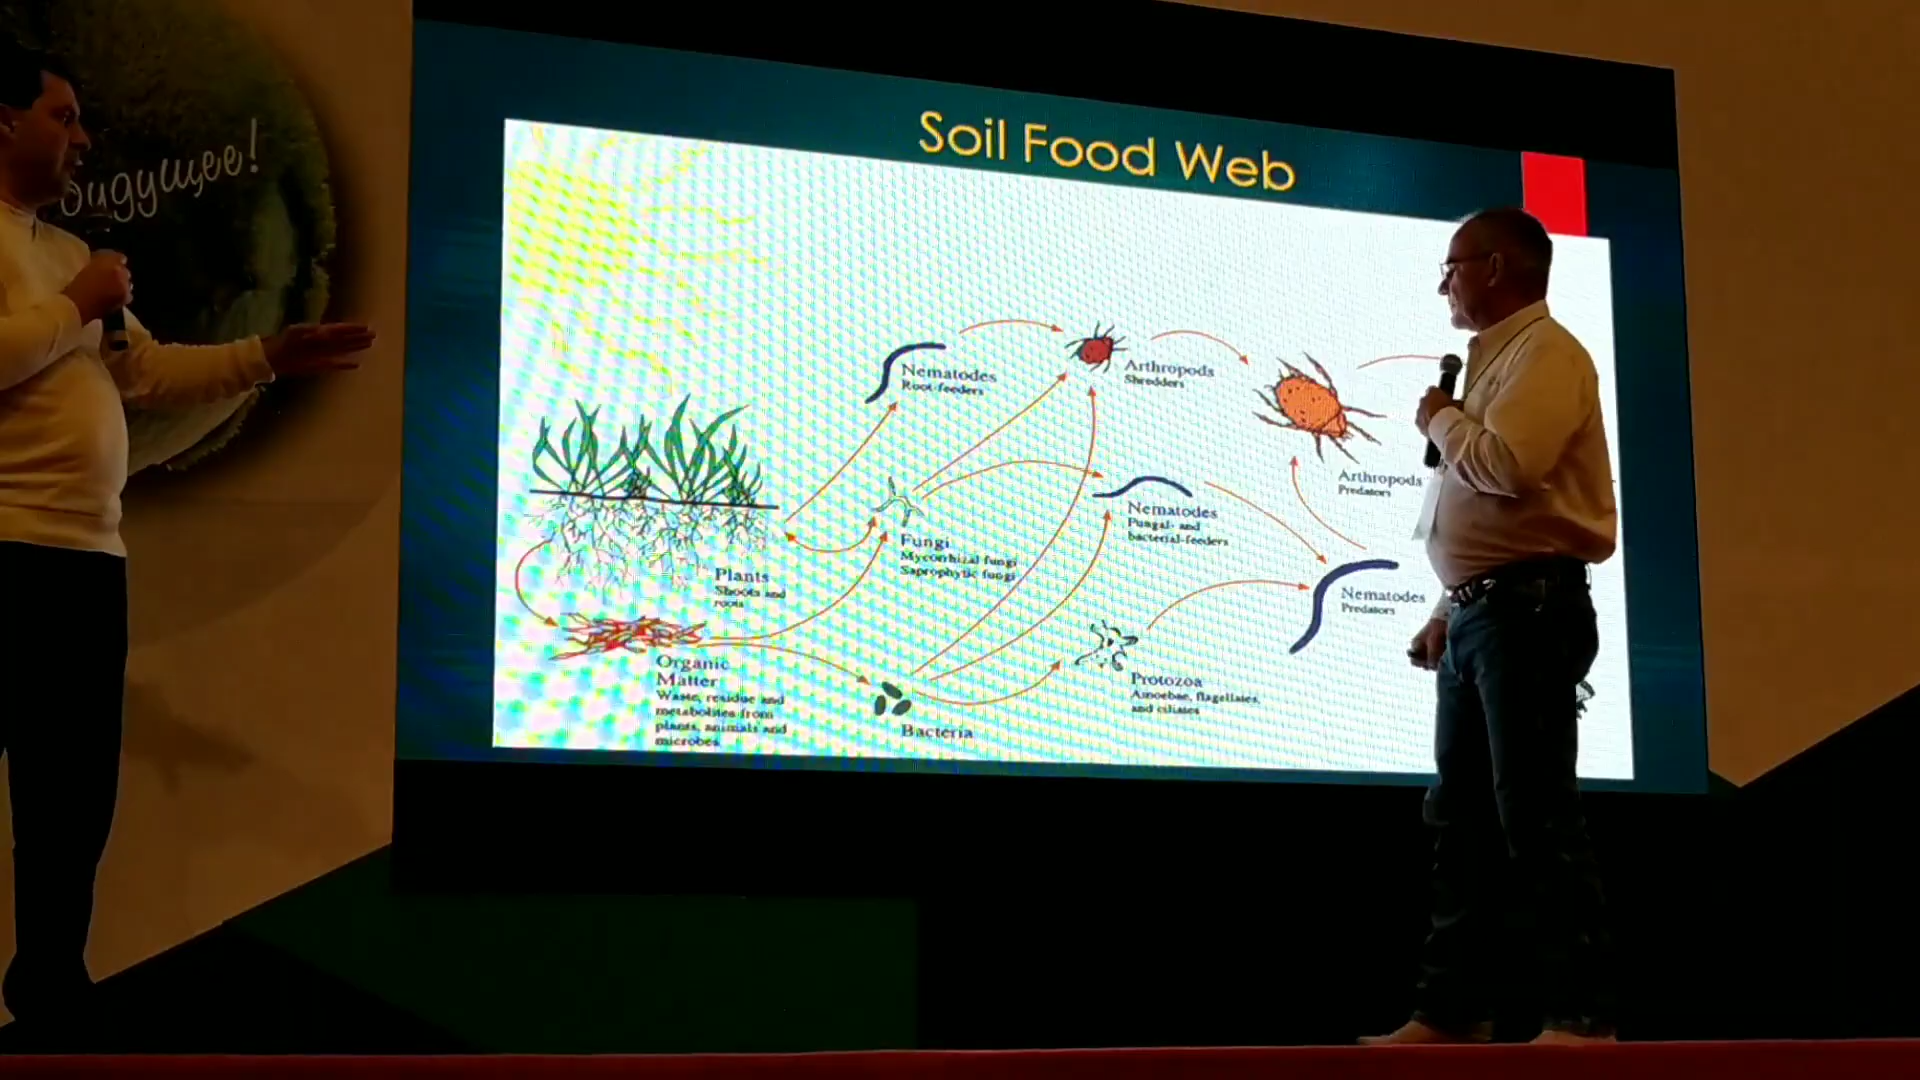 будущее!
Soil Food Web
Nematodes
Root-feeders
Arthropods
Shredders
Arthropods
Predators
Nematodes
Fungal- and
bacterial-feeders
Fungi
Mycorrhizal fungi
Saprophytic fungi
Plants
Shoots and
roots
Nematodes
Predators
Organic
Matter
Waste, residue and
metabolites from
plants, animals and
microbes
Protozoa
Amoebae, flagellates,
and ciliates
Bacteria